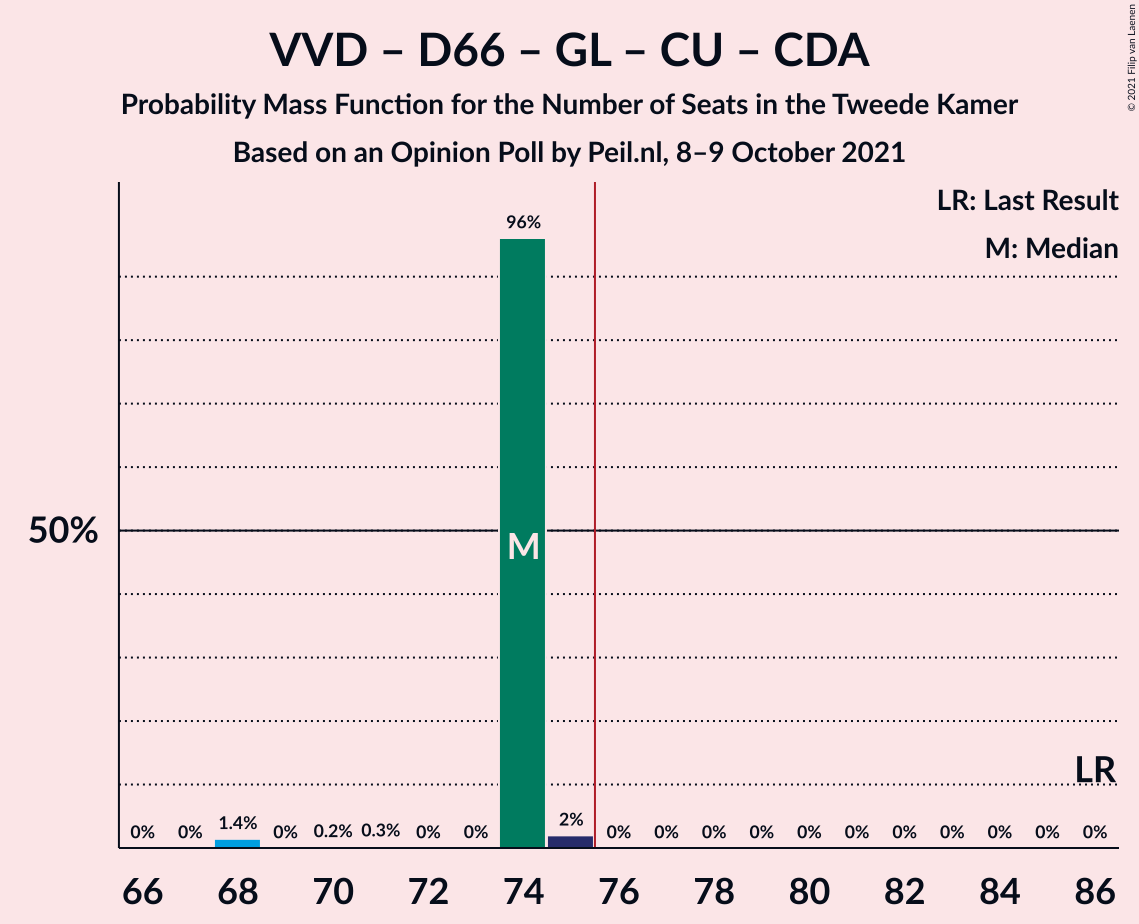 VVD – D66 – GL – CU – CDA
Probability Mass Function for the Number of Seats in the Tweede Kamer
Based on an Opinion Poll by Peil.nl, 8–9 October 2021
© 2021 Filip van Laenen
LR: Last Result
M: Median
96%
50%
M
LR
0% 0% 1.4% 0% 0.2% 0.3% 0% 0% 2% 0% 0% 0% 0% 0% 0% 0% 0% 0% 0% 0%
66 68 70 72 74 76 78 80 82 84 86